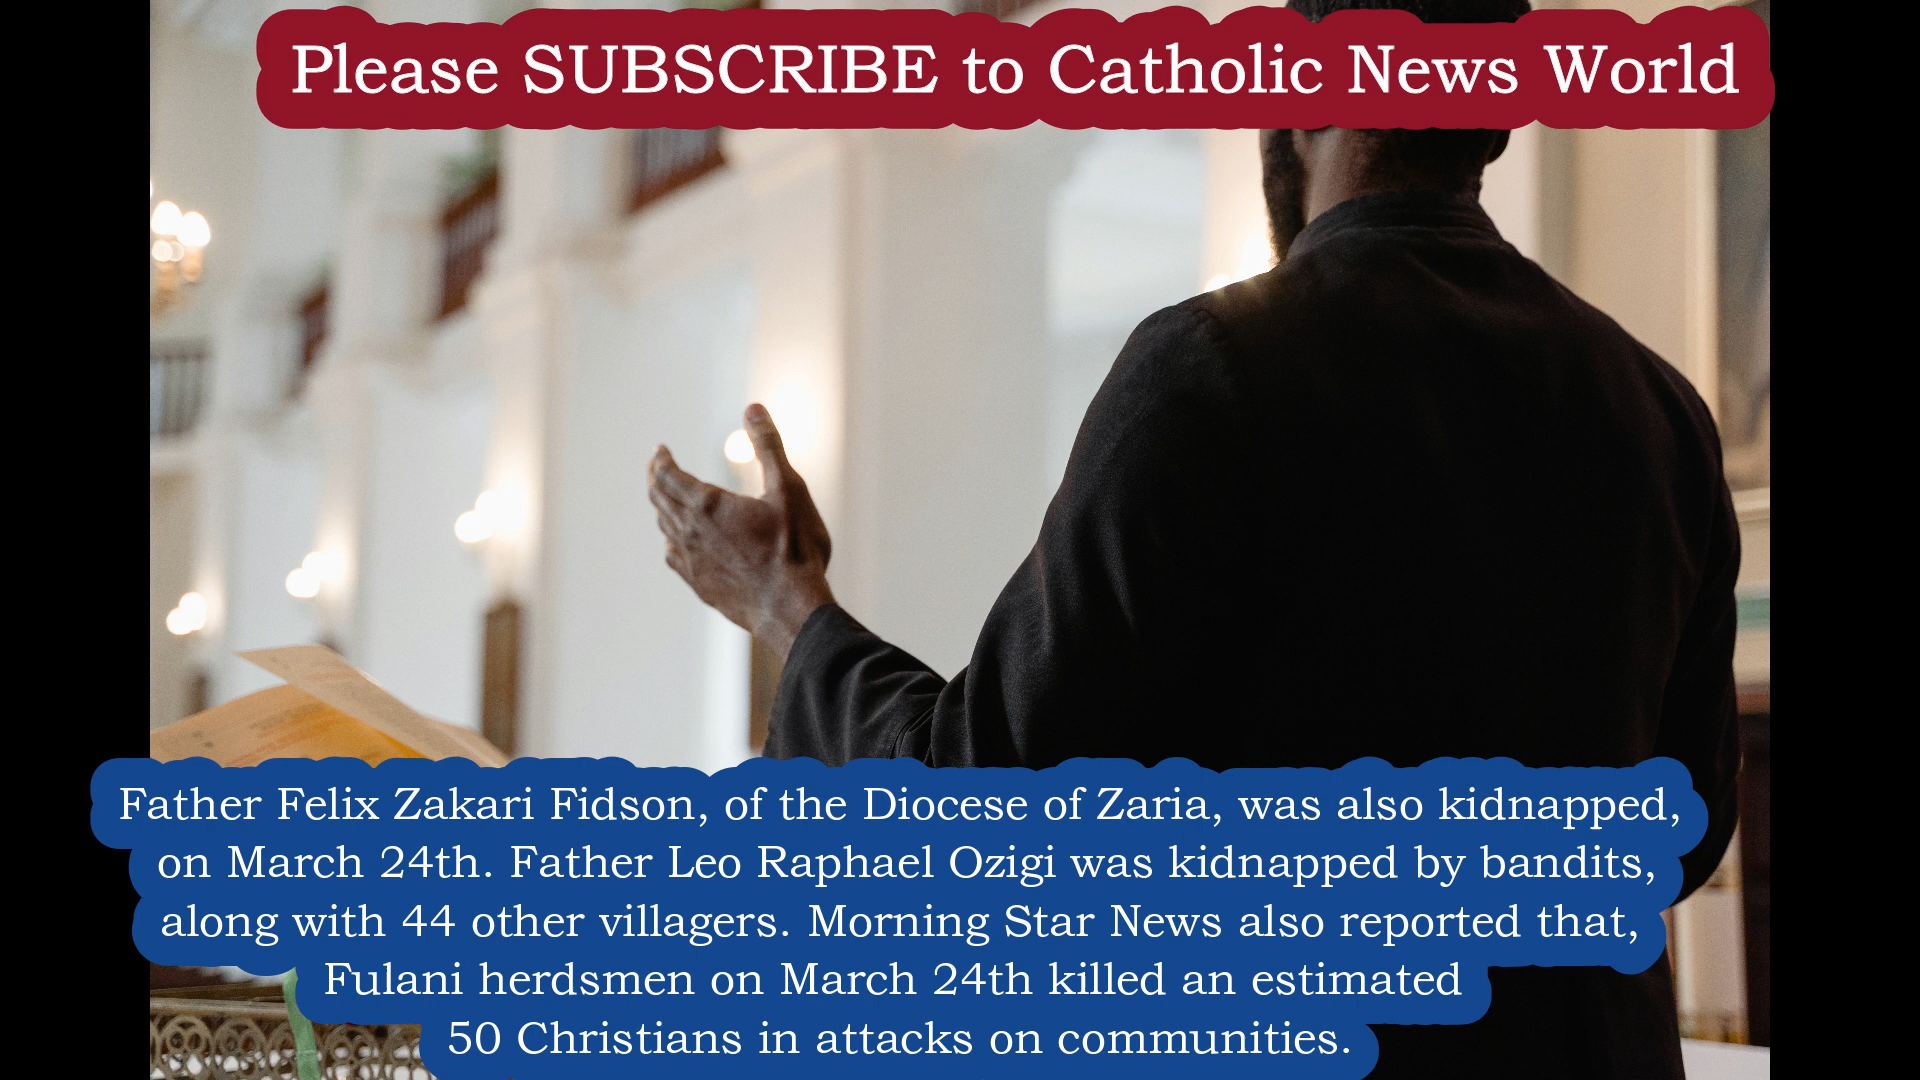 Please SUBSCRIBE to Catholic News World
Father Felix Zakari Fidson, of the Diocese of Zaria, was also kidnapped,
on March 24th. Father Leo Raphael Ozigi was kidnapped by bandits,
along with 44 other villagers. Morning Star News also reported that,
Fulani herdsmen on March 24th killed an estimated
50 Christians in attacks on communities.